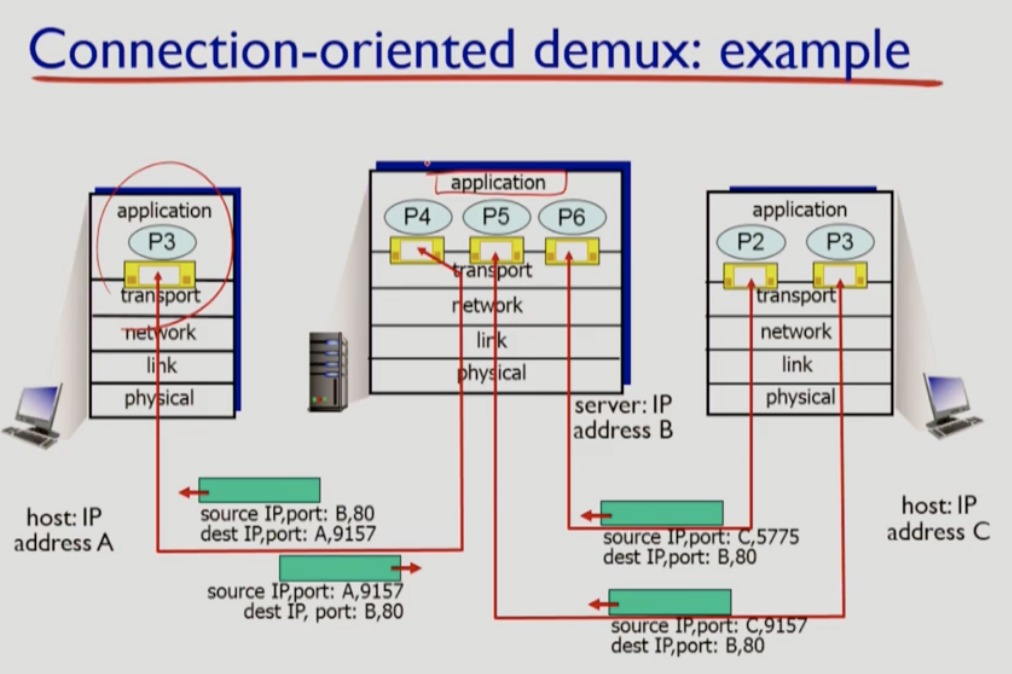 Connection-oriented demux: example
application
P3
transport
network
link
physical
host: IP
address A
application
P4 P5 P6
transport
network
link
physical
server: IP
address B
application
P2 P3
transport
network
link
physical
host: IP
address C
source IP,port: B,80
dest IP,port: A,9157
source IP,port: A,9157
dest IP, port: B,80
source IP,port: C,5775
dest IP,port: B,80
source IP,port: C,9157
dest IP,port: B,80